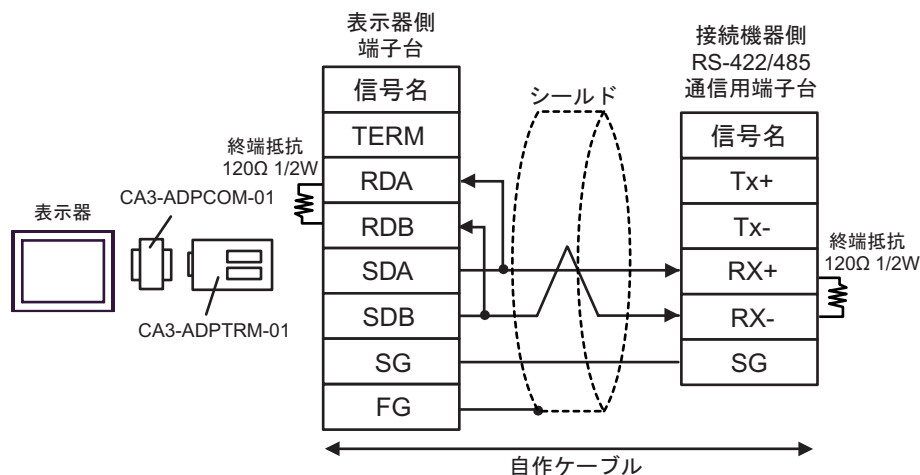 表示器側
端子台
信号名
TERM
RDA
RDB
SDA
SDB
SG
FG
終端抵抗
120Ω 1/2W
表示器
CA3-ADPCOM-01
CA3-ADPTRM-01
シールド
接続機器側
RS-422/485
通信用端子台
信号名
Tx+
Tx-
RX+
RX-
SG
終端抵抗
120Ω 1/2W
自作ケーブル